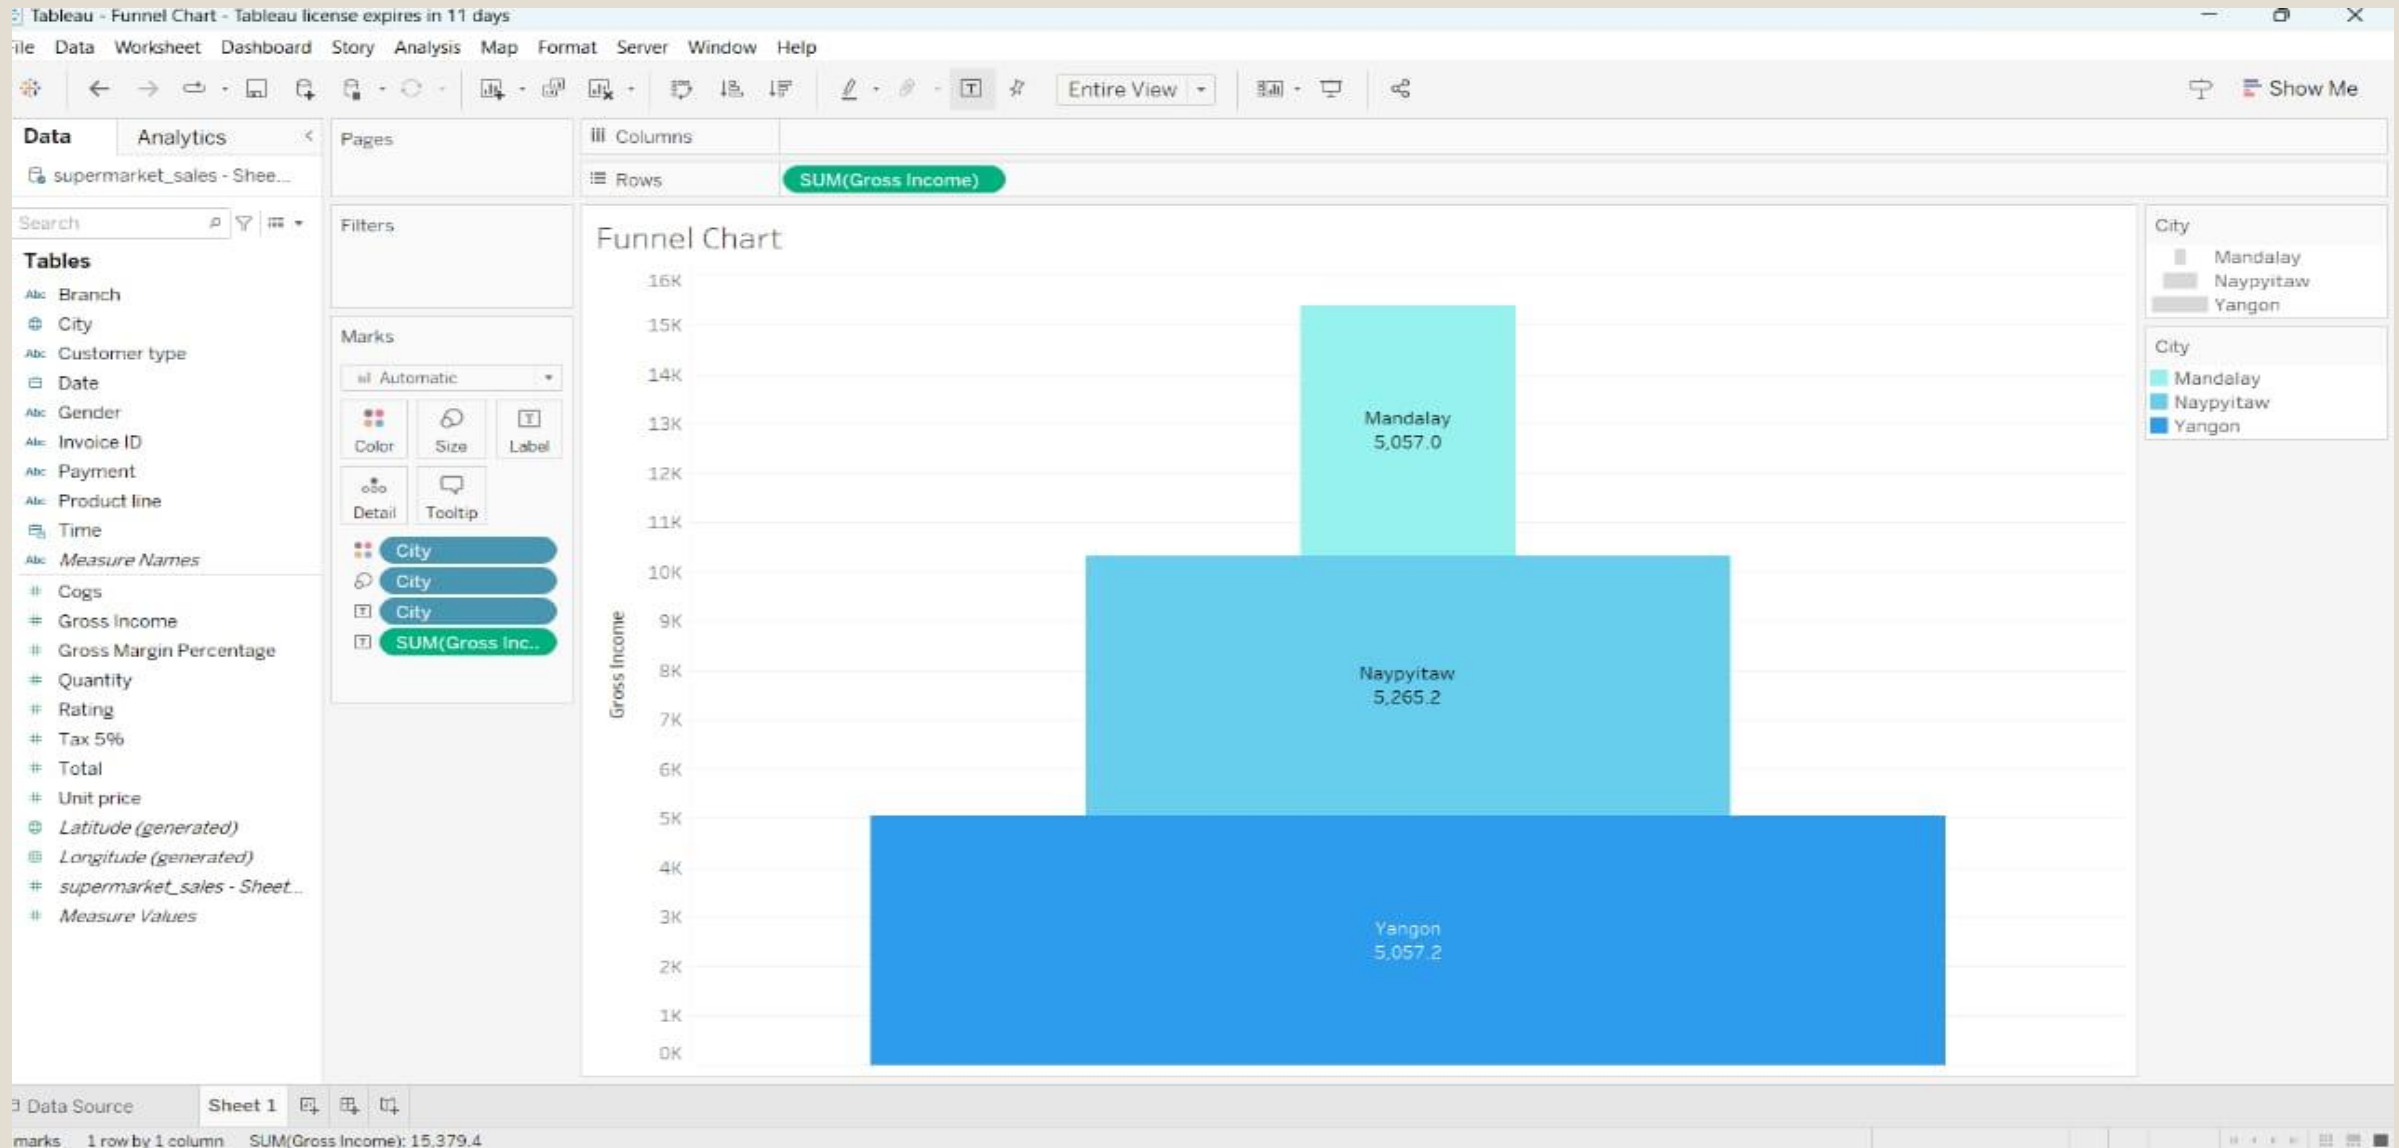 Tableau - Funnel Chart - Tableau license expires in 11 days
ile Data Worksheet Dashboard Story Analysis Map Format Server Window Help
Entire View
Show Me
Data Analytics
supermarket_sales - Shee...
Search
Tables
Abc Branch
City
Abc Customer type
Date
Abc Gender
Abc Invoice ID
Abc Payment
Abc Product line
Time
Abc Measure Names
# Cogs
# Gross Income
# Gross Margin Percentage
# Quantity
# Rating
# Tax 5%
# Total
# Unit price
Latitude (generated)
Longitude (generated)
# supermarket_sales - Sheet...
# Measure Values
Pages
Filters
Marks
Automatic
Color Size Label
Detail Tooltip
City
City
City
SUM(Gross Inc..
Columns
Rows SUM(Gross Income)
Funnel Chart
Gross Income
16K
15K
14K
13K
12K
11K
10K
9K
8K
7K
6K
5K
4K
3K
2K
1K
0K
Mandalay
5,057.0
Naypyitaw
5,265.2
Yangon
5,057.2
City
Mandalay
Naypyitaw
Yangon
City
Mandalay
Naypyitaw
Yangon
Data Source Sheet 1
marks 1 row by 1 column SUM(Gross Income): 15,379.4